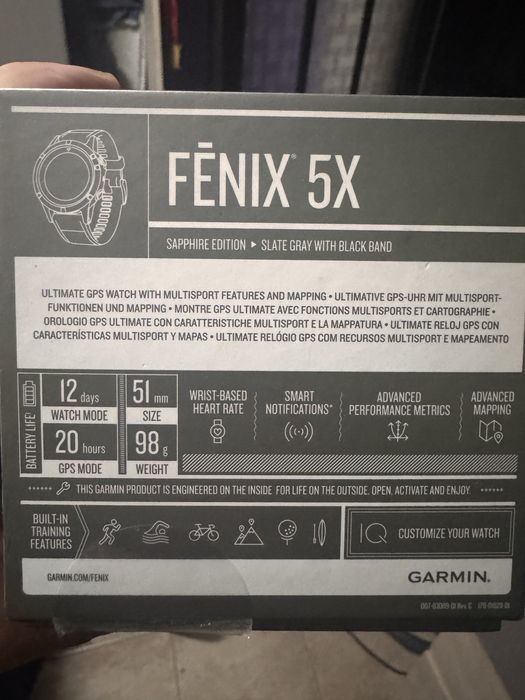 FĒNIX® 5X
SAPPHIRE EDITION ▸ SLATE GRAY WITH BLACK BAND
ULTIMATE GPS WATCH WITH MULTISPORT FEATURES AND MAPPING • ULTIMATIVE GPS-UHR MIT MULTISPORT-
FUNKTIONEN UND MAPPING • MONTRE GPS ULTIMATE AVEC FONCTIONS MULTISPORTS ET CARTOGRAPHIE •
OROLOGIO GPS ULTIMATE CON CARATTERISTICHE MULTISPORT E LA MAPPATURA • ULTIMATE RELOJ GPS CON
CARACTERÍSTICAS MULTISPORT Y MAPAS • ULTIMATE RELÓGIO GPS COM RECURSOS MULTISPORT E MAPEAMENTO
BATTERY LIFE†
12 days
WATCH MODE
20 hours
GPS MODE
51 mm
SIZE
98 g
WEIGHT
WRIST-BASED
HEART RATE
SMART
NOTIFICATIONS*
ADVANCED
PERFORMANCE METRICS
ADVANCED
MAPPING
THIS GARMIN PRODUCT IS ENGINEERED ON THE INSIDE FOR LIFE ON THE OUTSIDE. OPEN, ACTIVATE AND ENJOY.
BUILT-IN
TRAINING
FEATURES
IQ CUSTOMIZE YOUR WATCH
GARMIN.COM/FENIX
GARMIN.